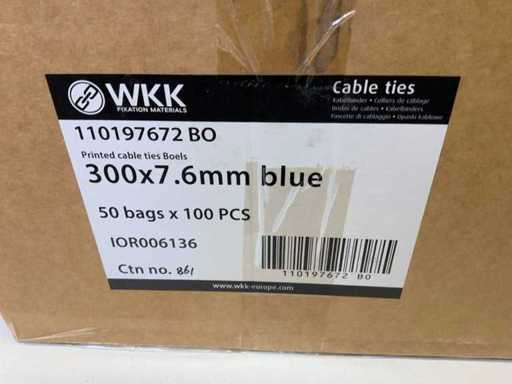 WKK
FIXATION MATERIALS
cable ties
Kabelbinder • Colliers de câblage
Bridas de cables • Kabelbinders
Fascette di cablaggio • Opaski kablowe
110197672 BO
Printed cable ties Boels
300x7.6mm blue
50 bags x 100 PCS
IOR006136
Ctn no. 861
110197672 BO
www.wkk-europe.com